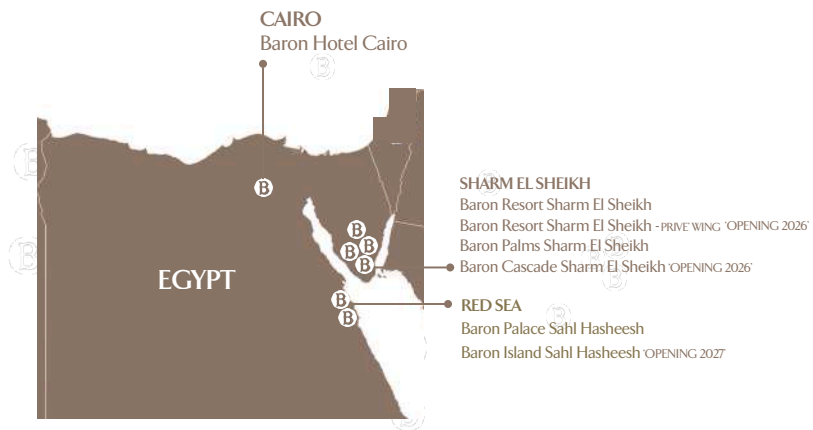 CAIRO
Baron Hotel Cairo
SHARM EL SHEIKH
Baron Resort Sharm El Sheikh
Baron Resort Sharm El Sheikh - PRIVE' WING 'OPENING 2026'
Baron Palms Sharm El Sheikh
Baron Cascade Sharm El Sheikh 'OPENING 2026'
EGYPT
RED SEA
Baron Palace Sahl Hasheesh
Baron Island Sahl Hasheesh 'OPENING 2027'